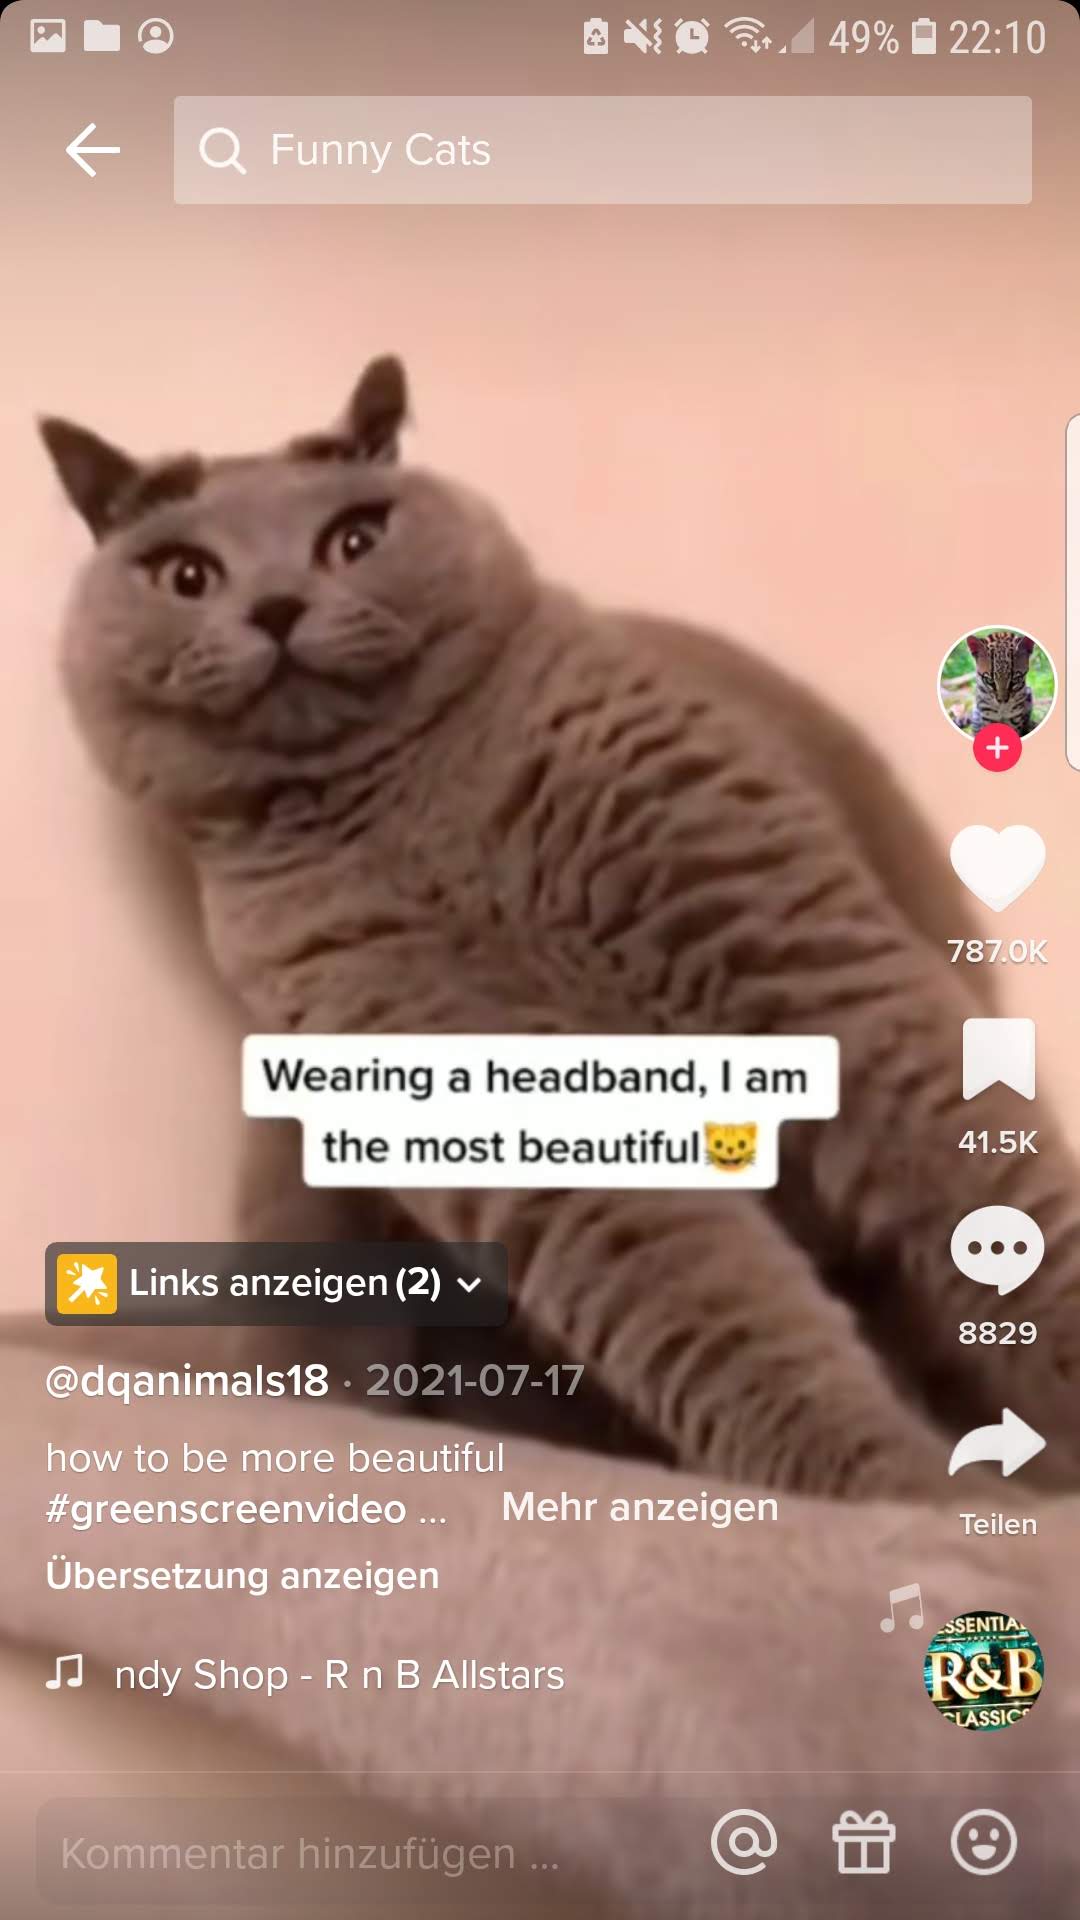 49% 22:10
Funny Cats
787.0K
Wearing a headband, I am
the most beautiful😺
41.5K
Links anzeigen (2)
8829
@dqanimals18 · 2021-07-17
how to be more beautiful
#greenscreenvideo ... Mehr anzeigen
Teilen
Übersetzung anzeigen
ndy Shop - R n B Allstars
R&B
Kommentar hinzufügen ...